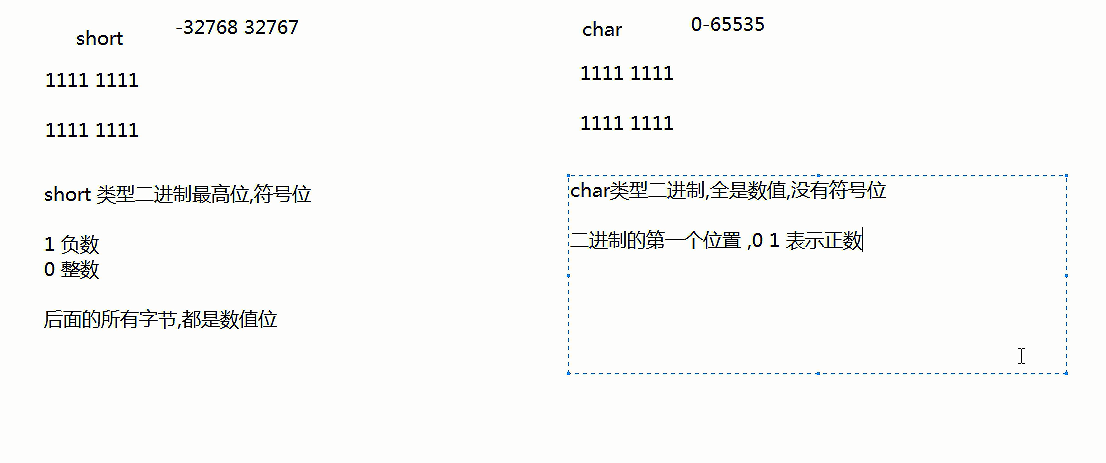 short
-32768 32767
1111 1111
1111 1111
short 类型二进制最高位,符号位
1 负数
0 整数
后面的所有字节,都是数值位
char
0-65535
1111 1111
1111 1111
char类型二进制,全是数值,没有符号位
二进制的第一个位置 ,0 1 表示正数